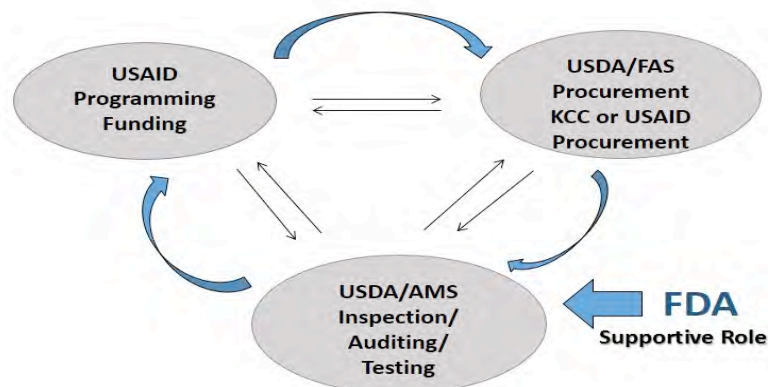 USAID
Programming
Funding
USDA/FAS
Procurement
KCC or USAID
Procurement
USDA/AMS
Inspection/
Auditing/
Testing
FDA
Supportive Role